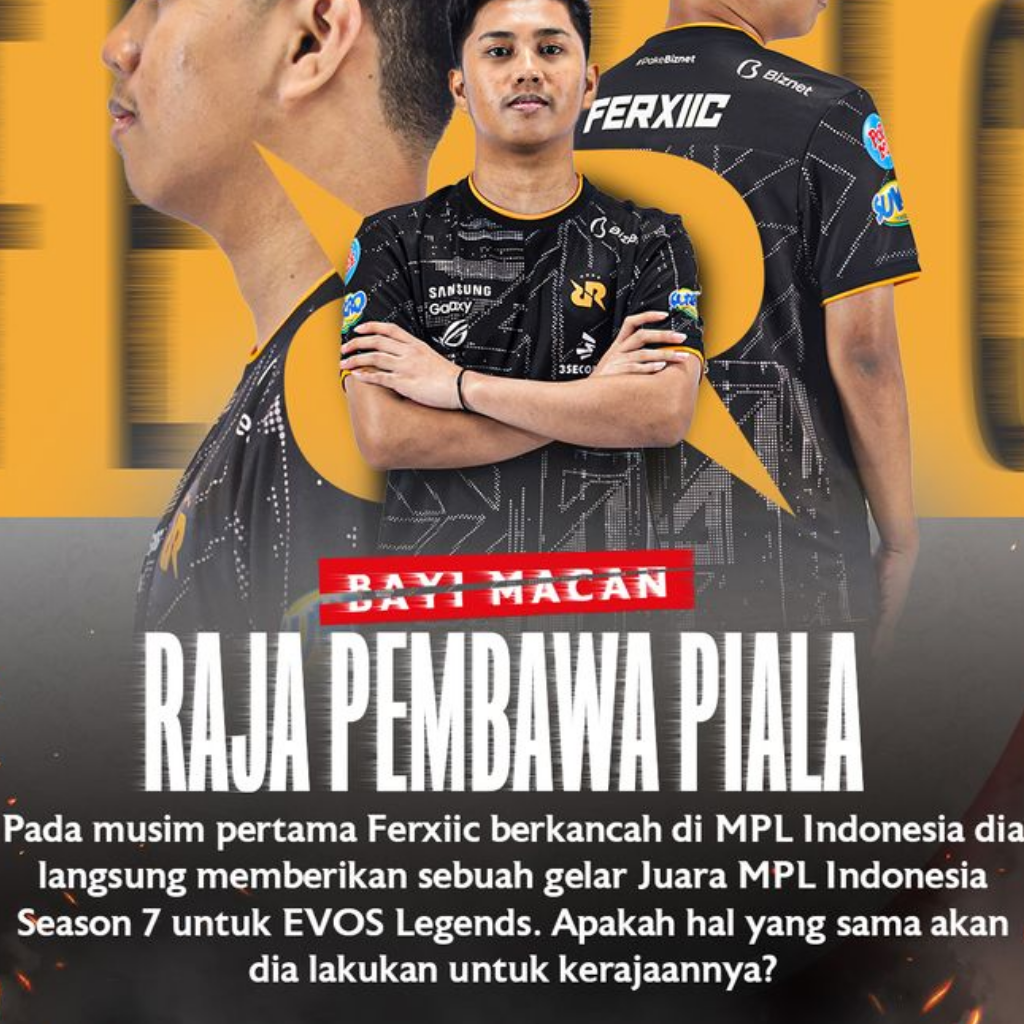 #PakeBiznet
Biznet
FERXIIC
SAMSUNG
Galaxy
BAYI MACAN
RAJA PEMBAWA PIALA
Pada musim pertama Ferxiic berkancah di MPL Indonesia dia
langsung memberikan sebuah gelar Juara MPL Indonesia
Season 7 untuk EVOS Legends. Apakah hal yang sama akan
dia lakukan untuk kerajaannya?